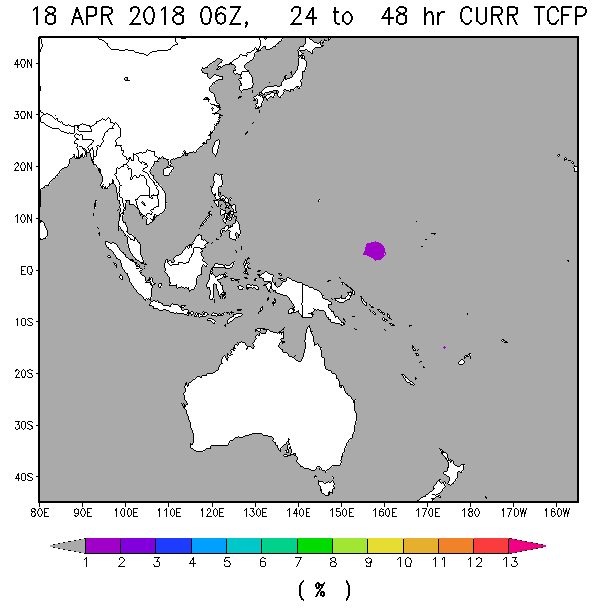 18 APR 2018 06Z, 24 to 48 hr CURR TCFP
40N
30N
20N
10N
EQ
10S
20S
30S
40S
80E 90E 100E 110E 120E 130E 140E 150E 160E 170E 180 170W 160W
1 2 3 4 5 6 7 8 9 10 11 12 13
( % )